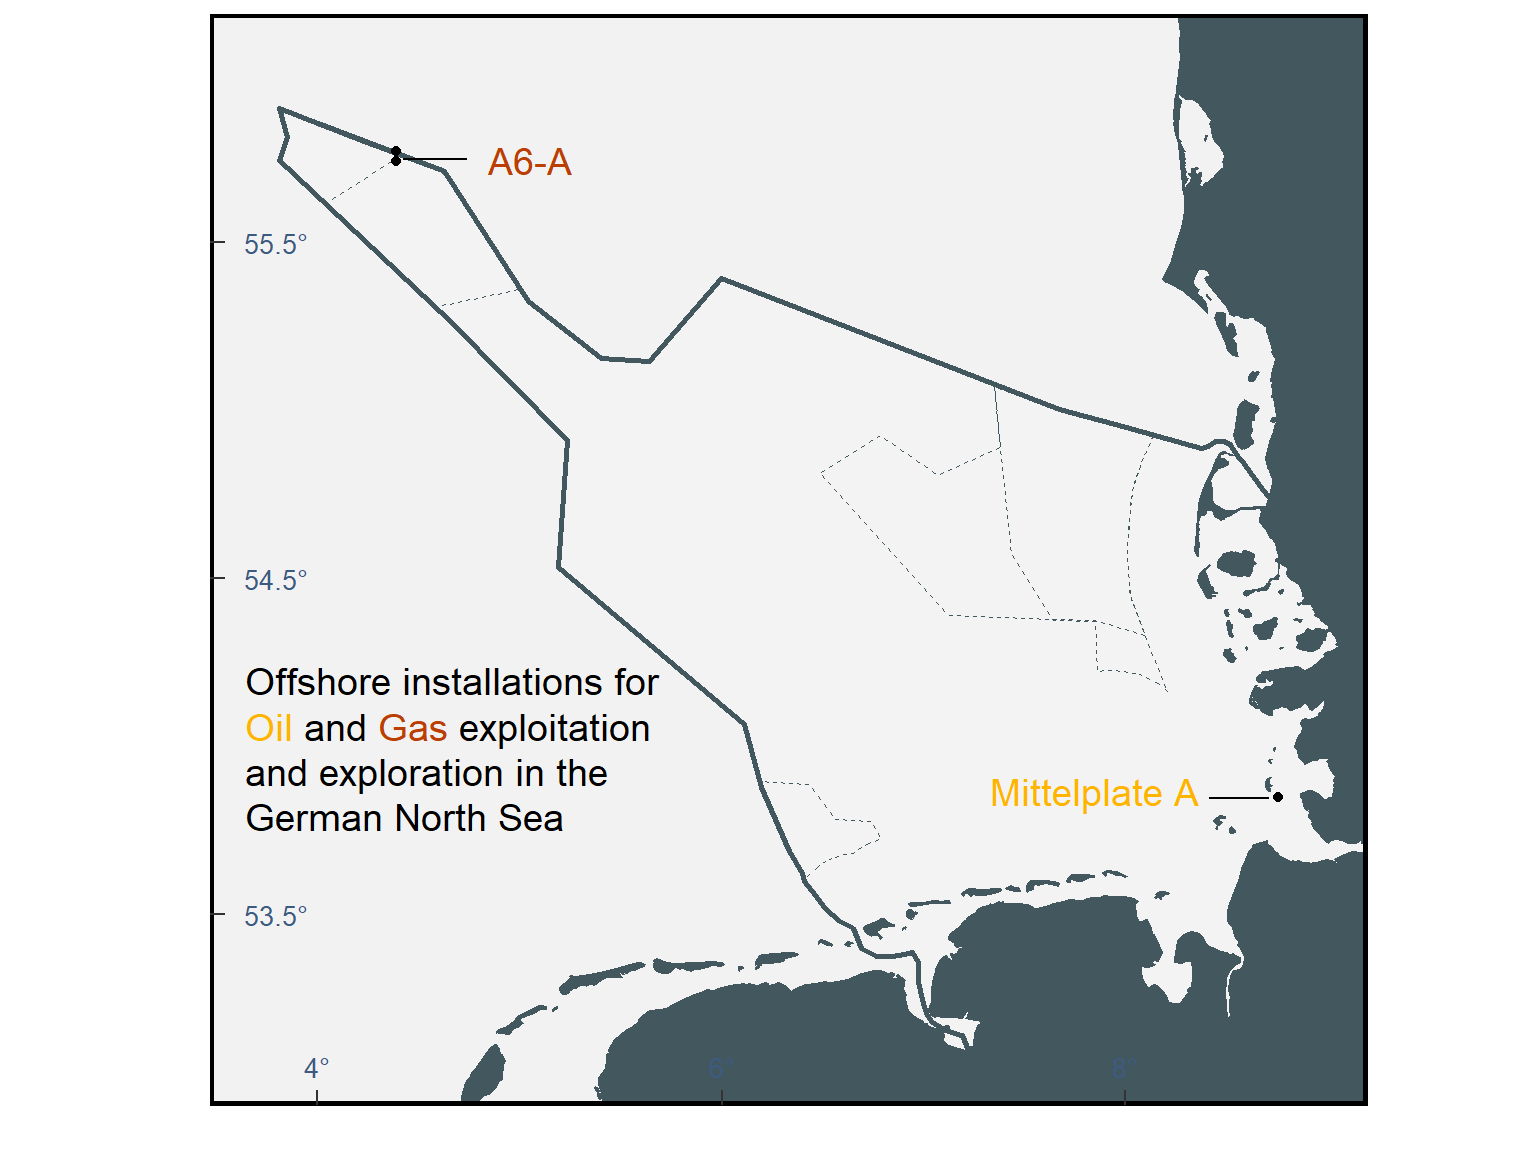 A6-A
55.5°
54.5°
Offshore installations for
Oil and Gas exploitation
and exploration in the
German North Sea
Mittelplate A
53.5°
4°
6°
8°